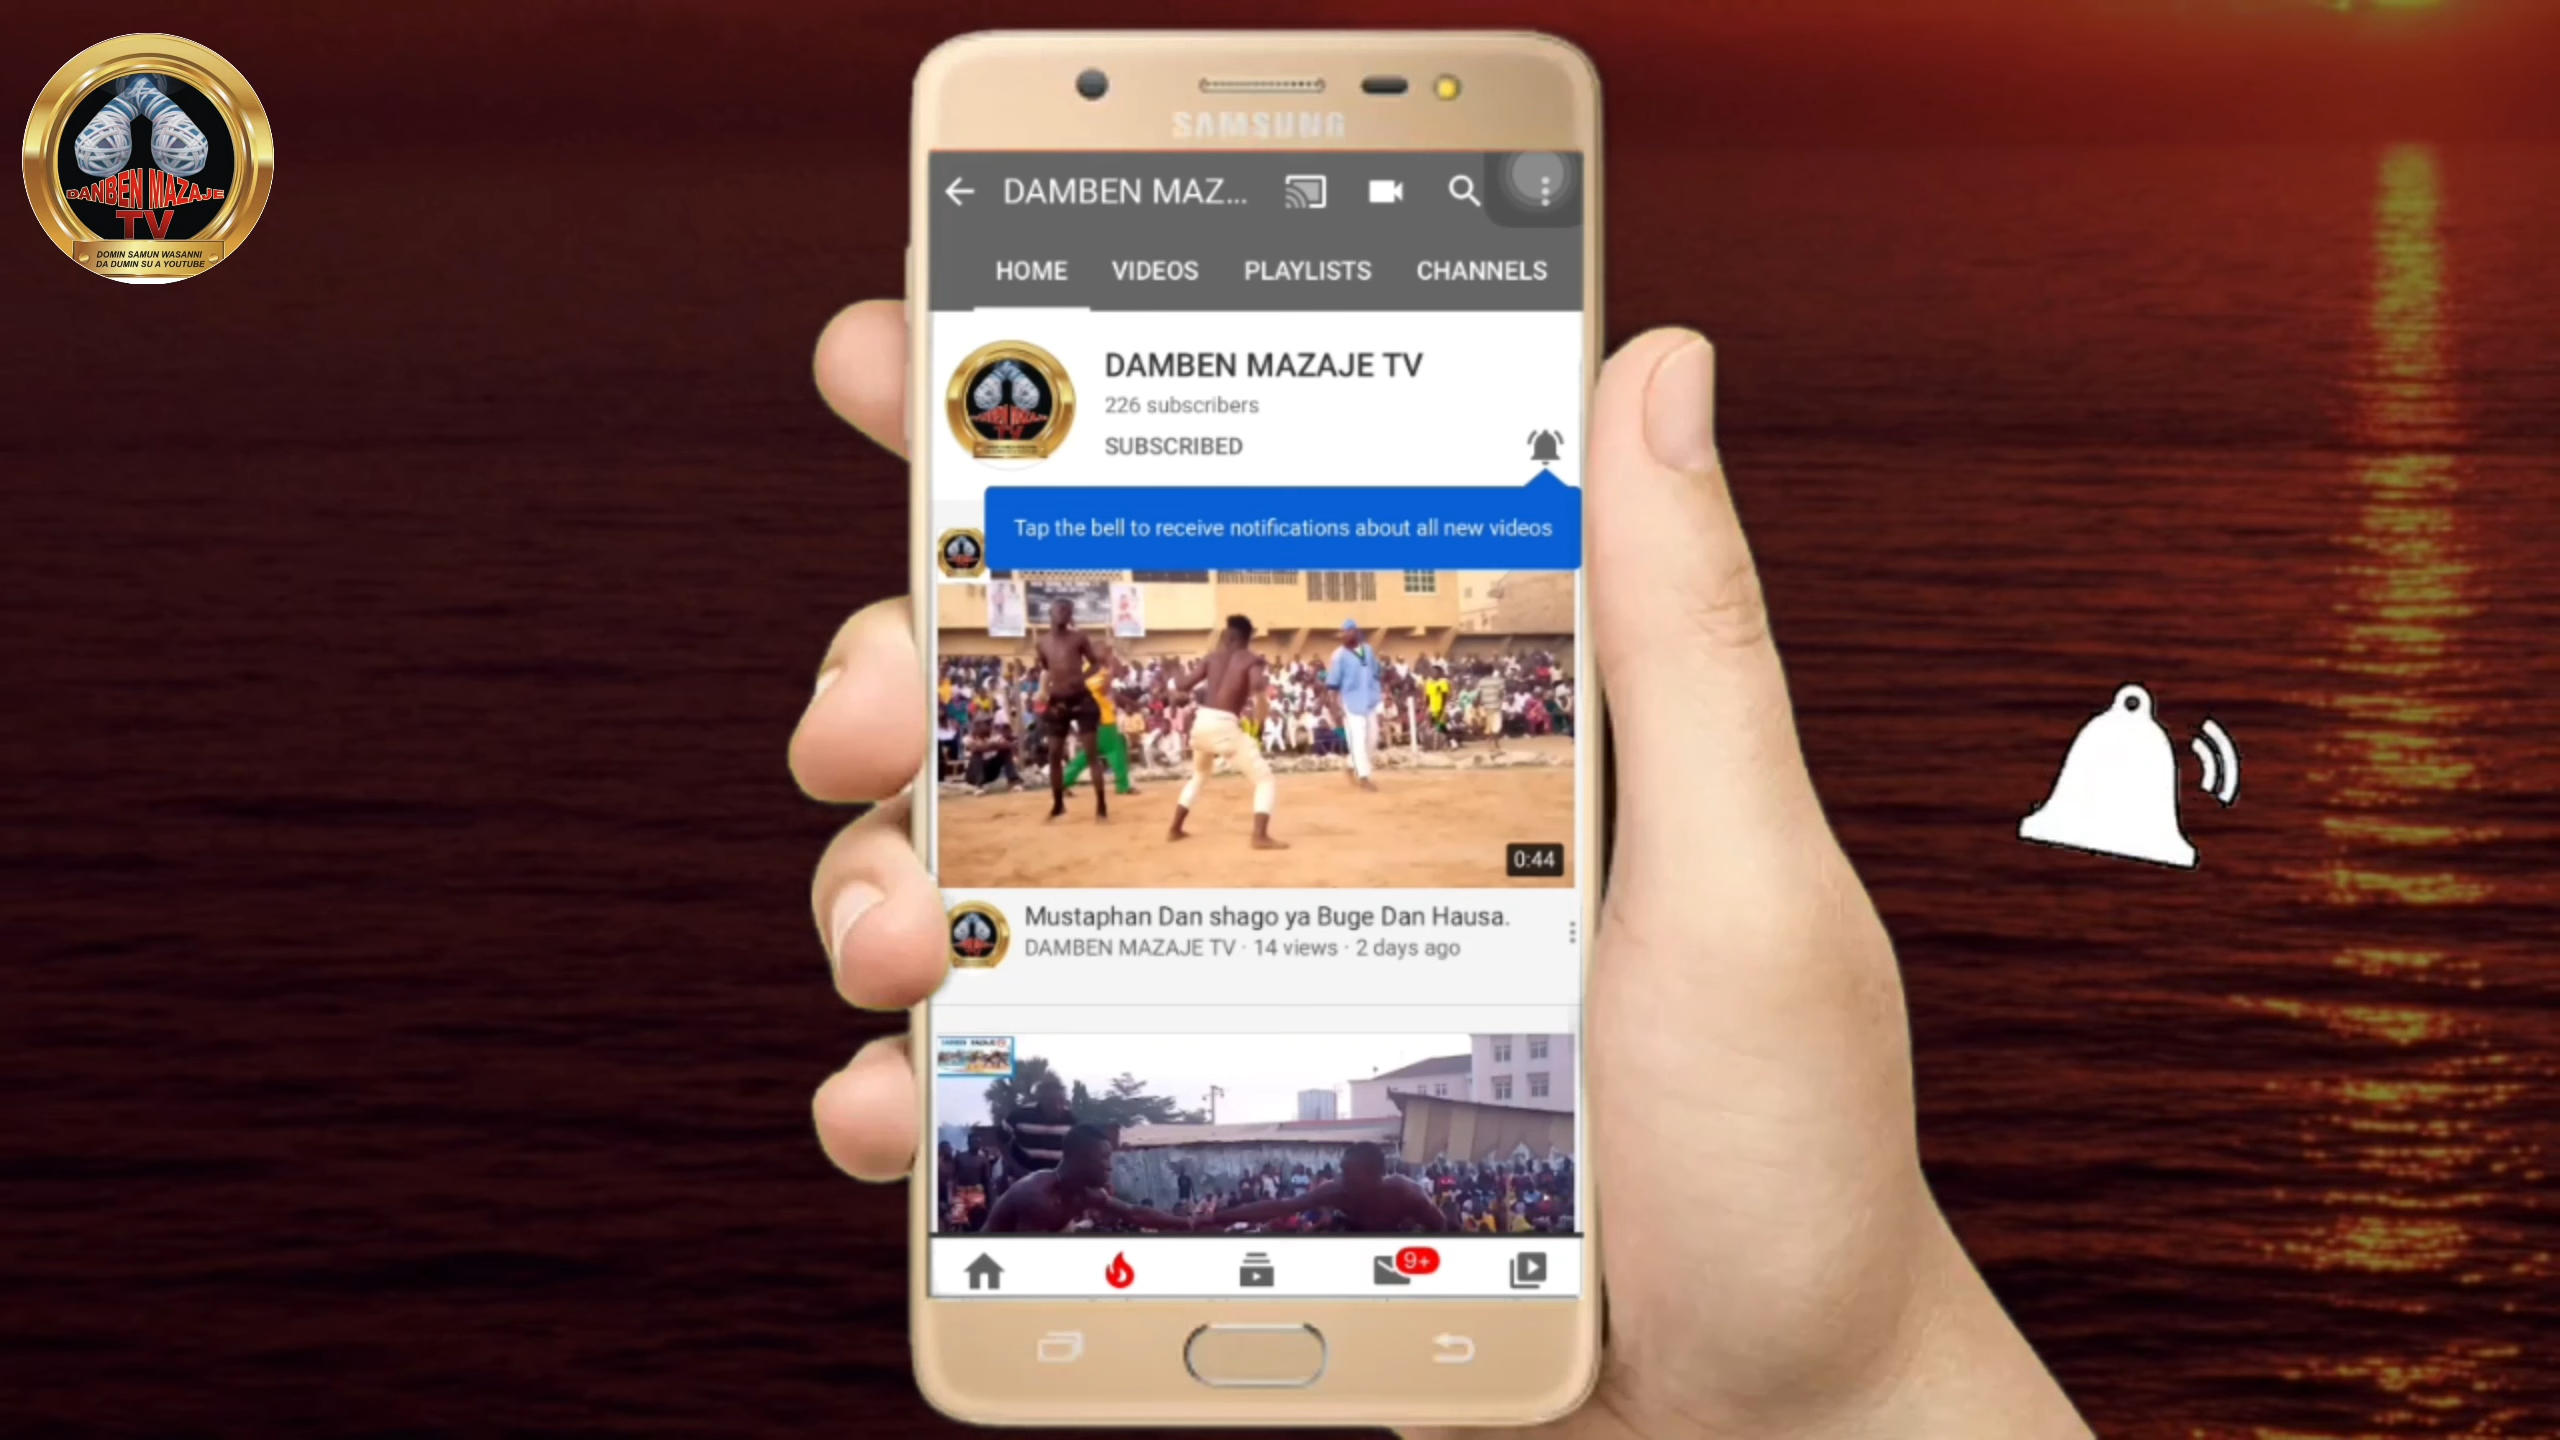 DANBEN MAZAJE
TV
DOMIN SAMUN WASANNI
DA DUMIN SU A YOUTUBE
SAMSUNG
DAMBEN MAZ...
HOME VIDEOS PLAYLISTS CHANNELS
DAMBEN MAZAJE TV
226 subscribers
SUBSCRIBED
Tap the bell to receive notifications about all new videos
0:44
Mustaphan Dan shago ya Buge Dan Hausa.
DAMBEN MAZAJE TV · 14 views · 2 days ago
9+